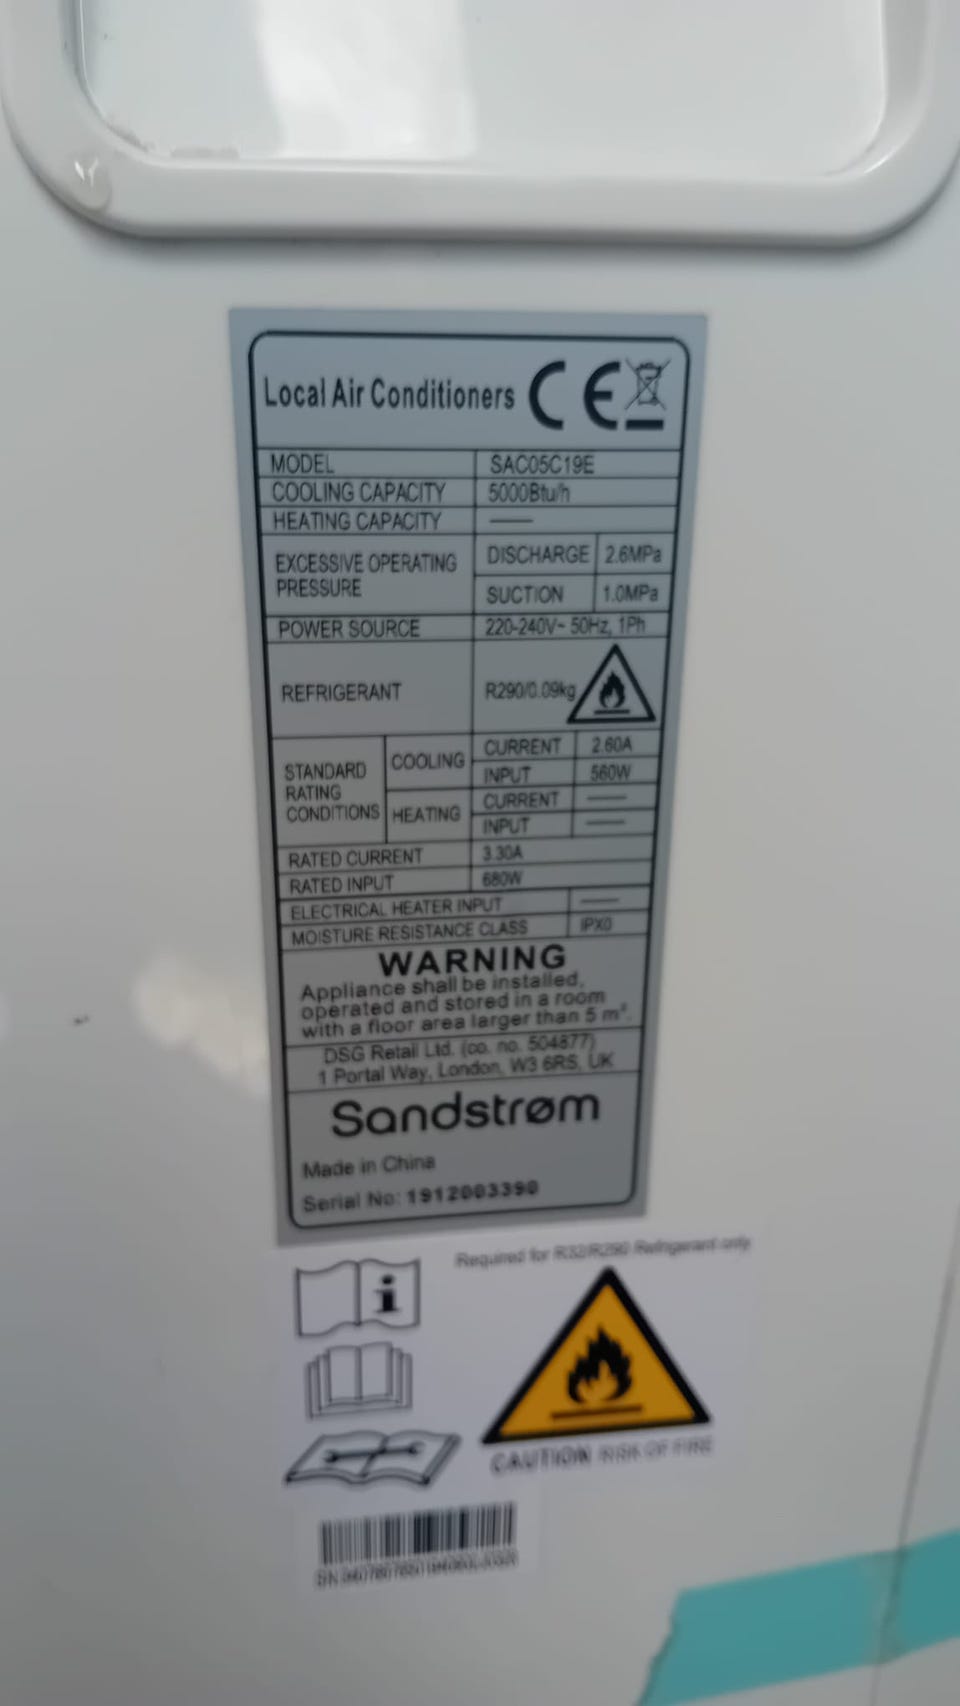 Local Air Conditioners CE
MODEL SAC05C19E
COOLING CAPACITY 5000Btu/h
HEATING CAPACITY —
EXCESSIVE OPERATING PRESSURE DISCHARGE 2.6MPa
SUCTION 1.0MPa
POWER SOURCE 220-240V~ 50Hz, 1Ph
REFRIGERANT R290/0.09kg
STANDARD RATING CONDITIONS COOLING CURRENT 2.60A
INPUT 560W
HEATING CURRENT —
INPUT —
RATED CURRENT 3.30A
RATED INPUT 680W
ELECTRICAL HEATER INPUT —
MOISTURE RESISTANCE CLASS IPX0
WARNING
Appliance shall be installed,
operated and stored in a room
with a floor area larger than 5 m².
DSG Retail Ltd. (co. no. 504877)
1 Portal Way, London, W3 6RS, UK
Sandstrøm
Made in China
Serial No: 1912003390
Required for R32/R290 Refrigerant only
CAUTION RISK OF FIRE